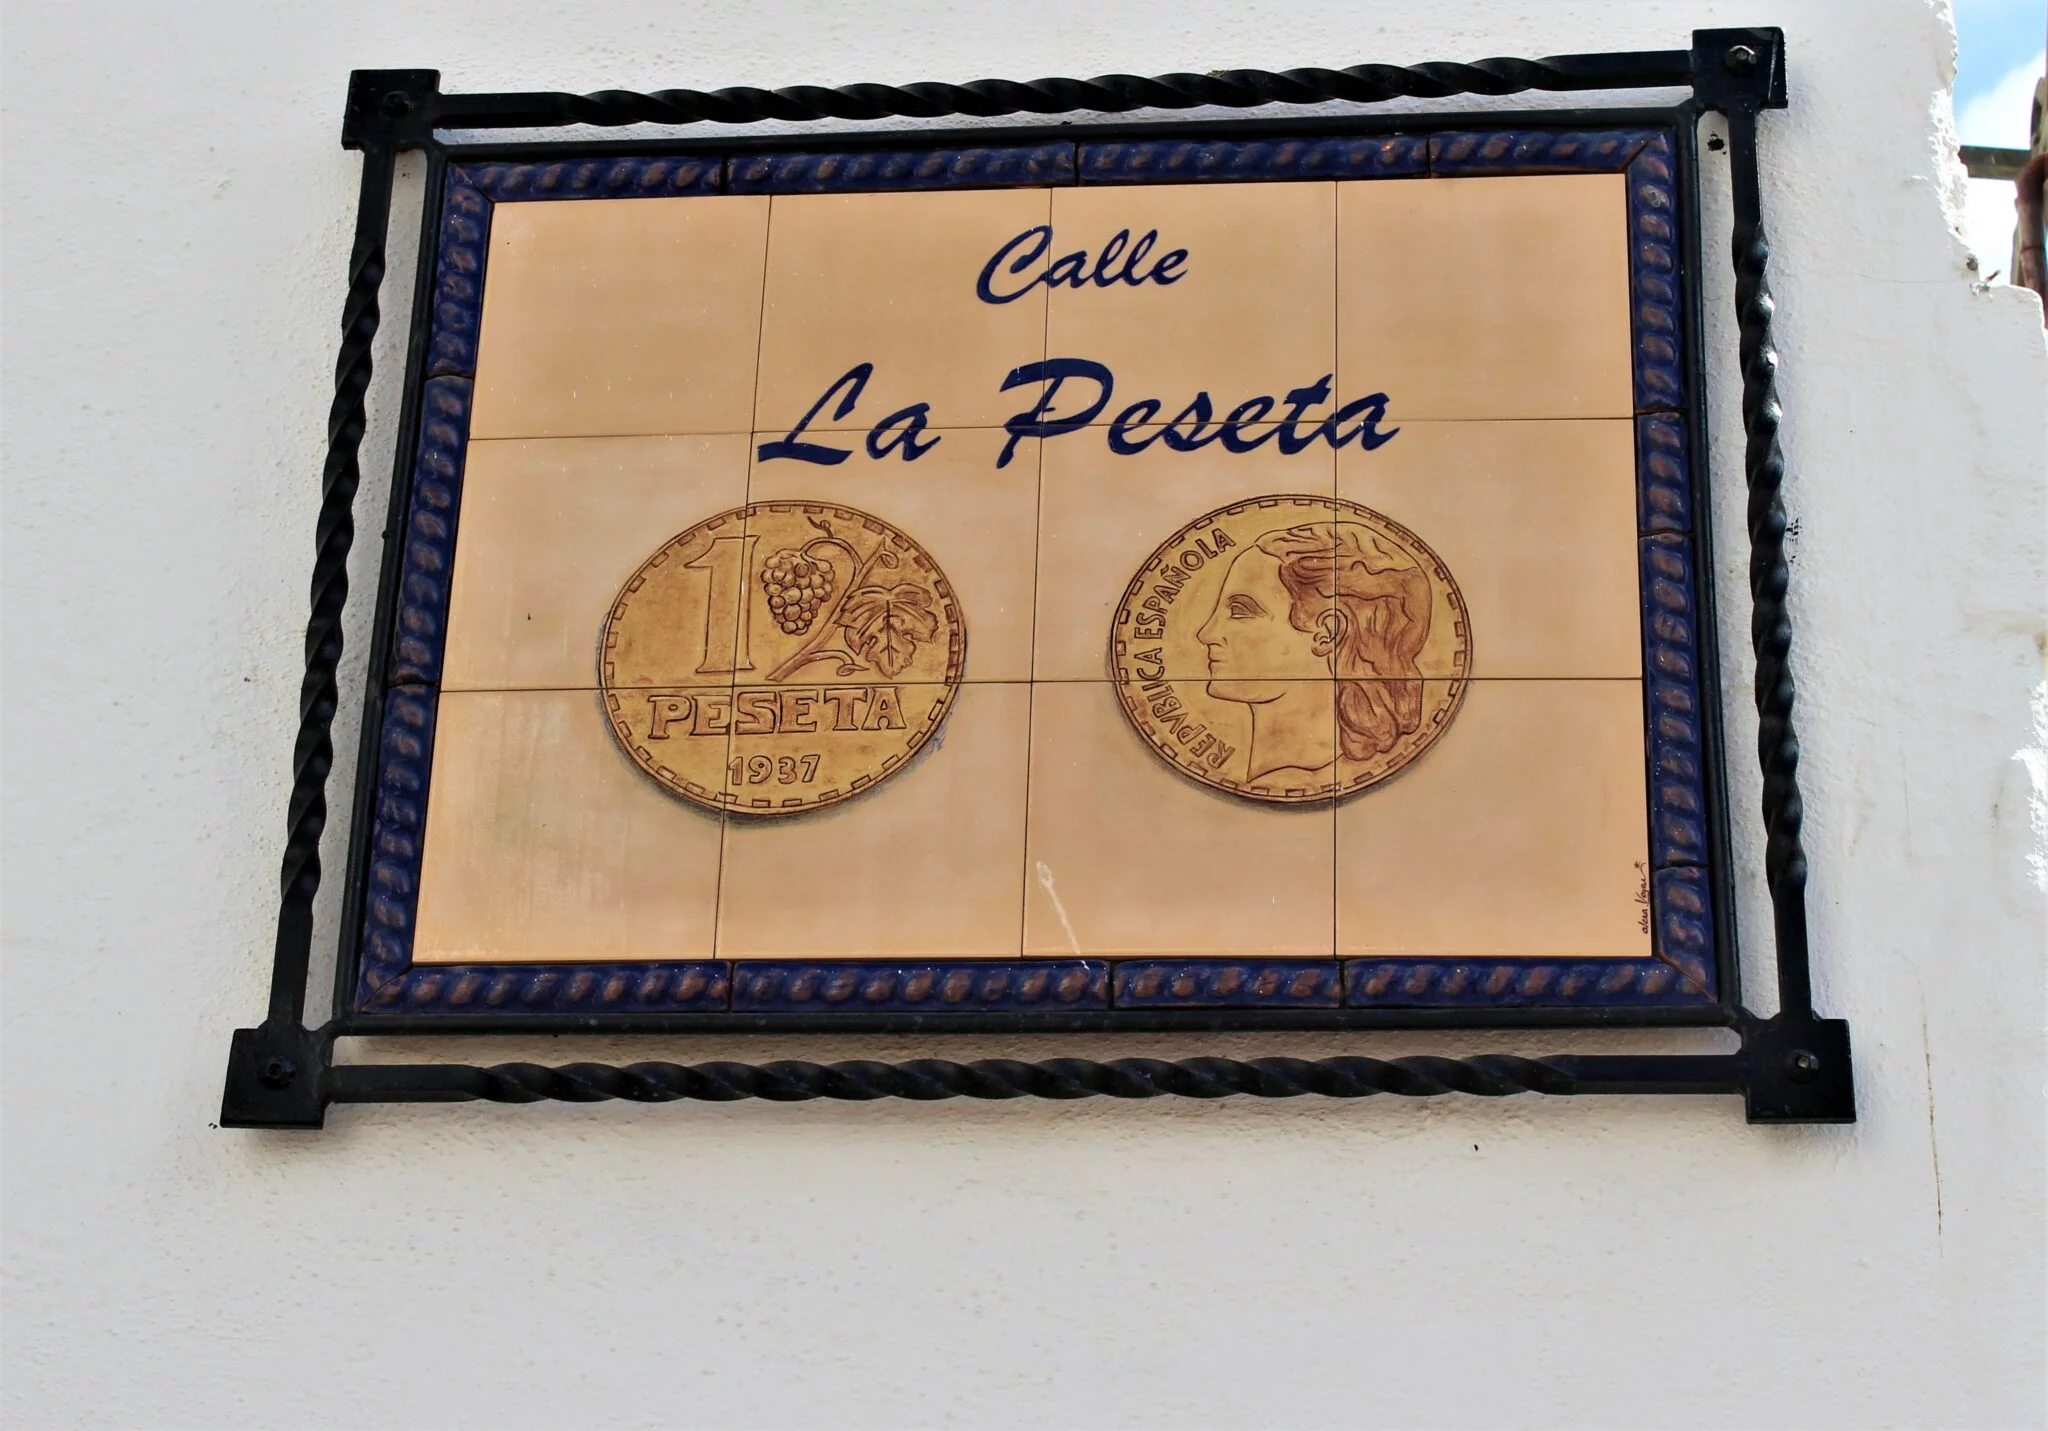 Calle
La Peseta
1
PESETA
1937
REPVBLICA ESPAÑOLA